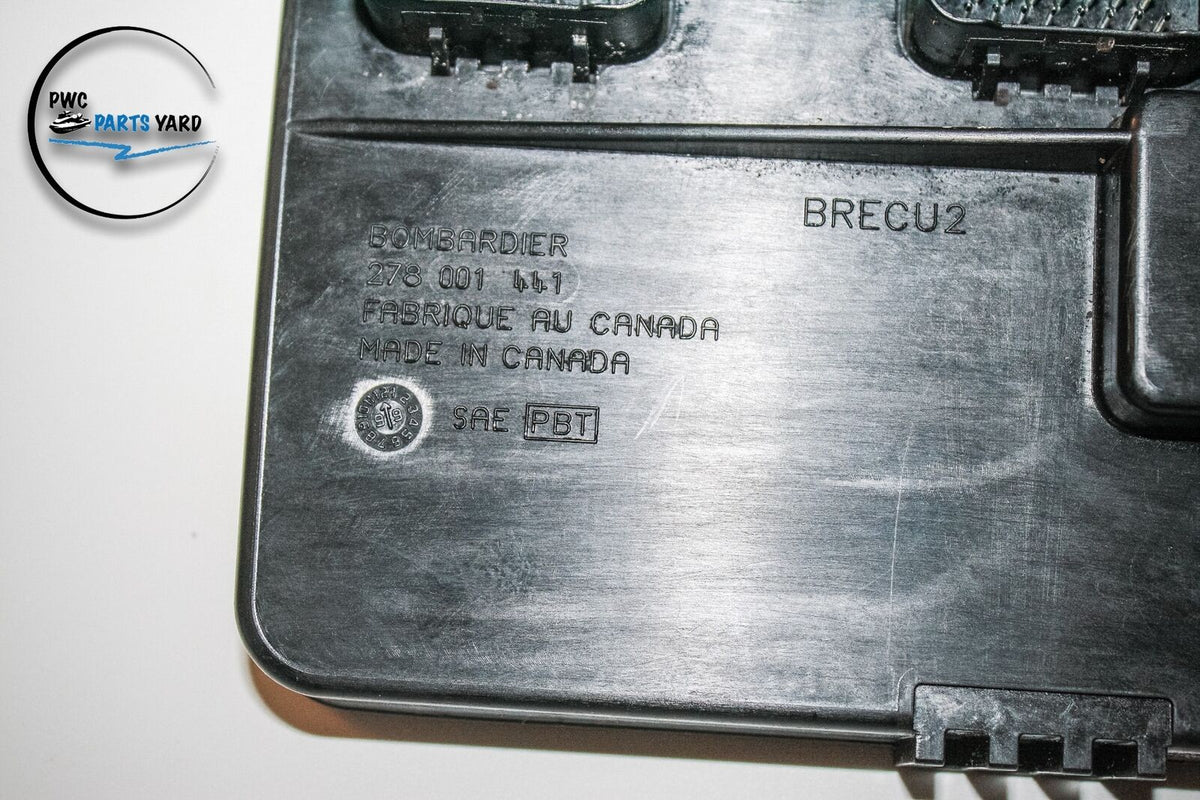 PWC
PARTS YARD
BRECU2
BOMBARDIER
278 001 441
FABRIQUE AU CANADA
MADE IN CANADA
SAE PBT